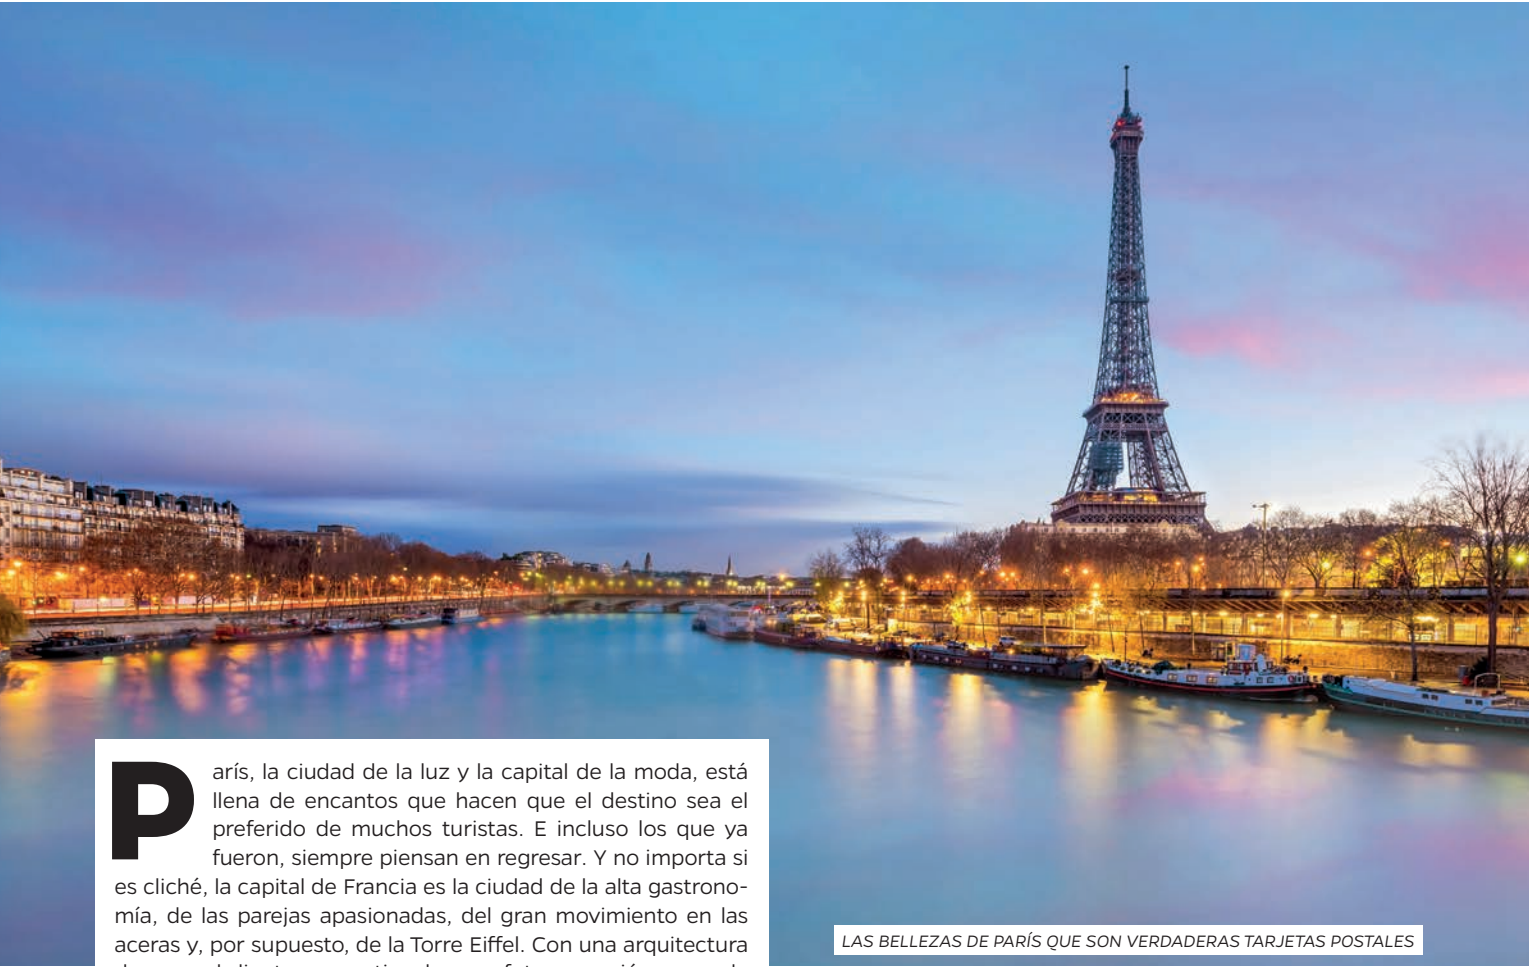 París, la ciudad de la luz y la capital de la moda, está
llena de encantos que hacen que el destino sea el
preferido de muchos turistas. E incluso los que ya
fueron, siempre piensan en regresar. Y no importa si
es cliché, la capital de Francia es la ciudad de la alta gastrono-
mía, de las parejas apasionadas, del gran movimiento en las
aceras y, por supuesto, de la Torre Eiffel. Con una arquitectura
LAS BELLEZAS DE PARÍS QUE SON VERDADERAS TARJETAS POSTALES